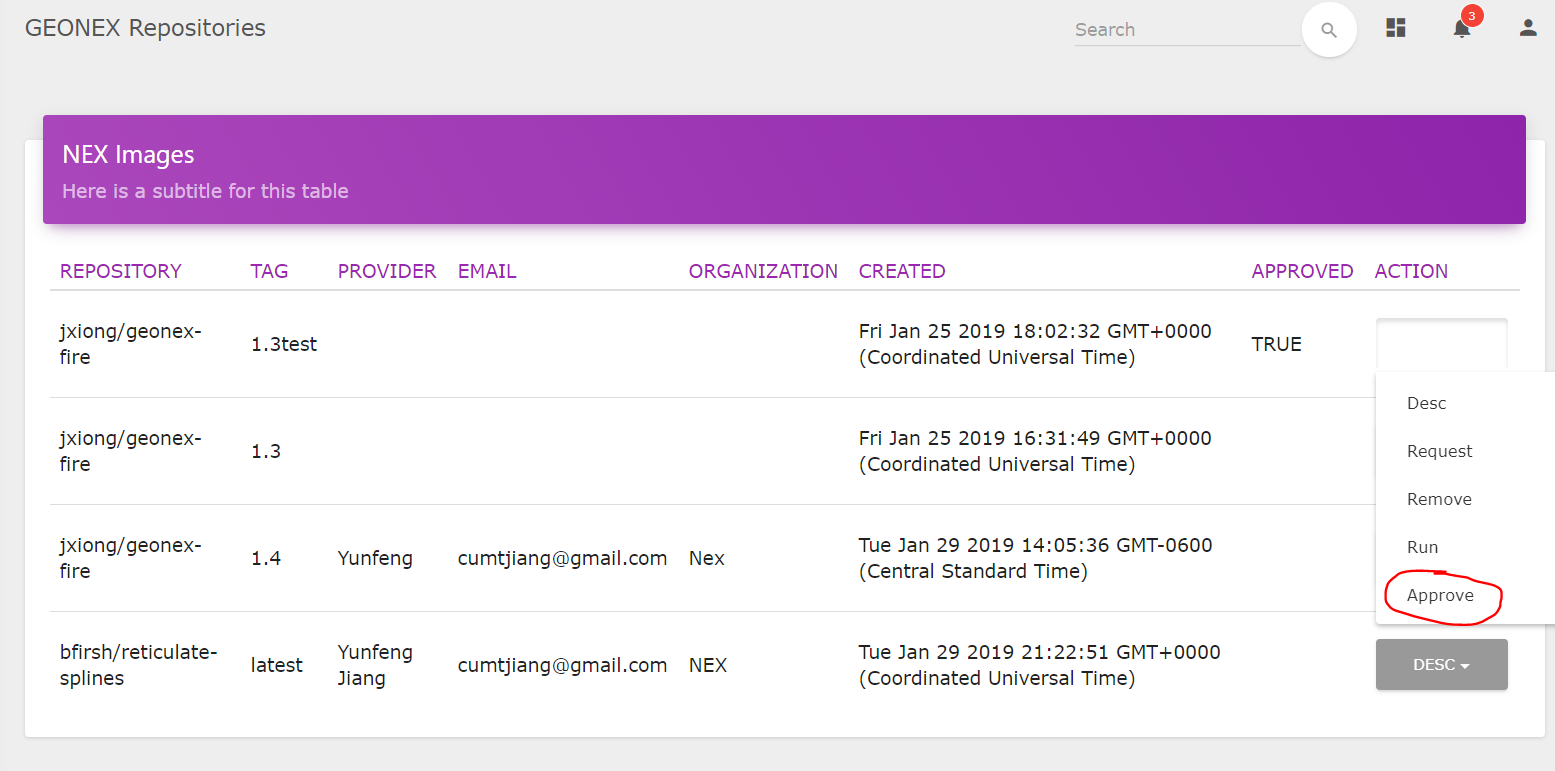 GEONEX Repositories
Search
3
NEX Images
Here is a subtitle for this table
REPOSITORY TAG PROVIDER EMAIL ORGANIZATION CREATED APPROVED ACTION
jxiong/geonex-
fire
1.3test
Fri Jan 25 2019 18:02:32 GMT+0000
(Coordinated Universal Time)
TRUE
jxiong/geonex-
fire
1.3
Fri Jan 25 2019 16:31:49 GMT+0000
(Coordinated Universal Time)
jxiong/geonex-
fire
1.4
Yunfeng
cumtjiang@gmail.com
Nex
Tue Jan 29 2019 14:05:36 GMT-0600
(Central Standard Time)
bfirsh/reticulate-
splines
latest
Yunfeng
Jiang
cumtjiang@gmail.com
NEX
Tue Jan 29 2019 21:22:51 GMT+0000
(Coordinated Universal Time)
Desc
Request
Remove
Run
Approve
DESC